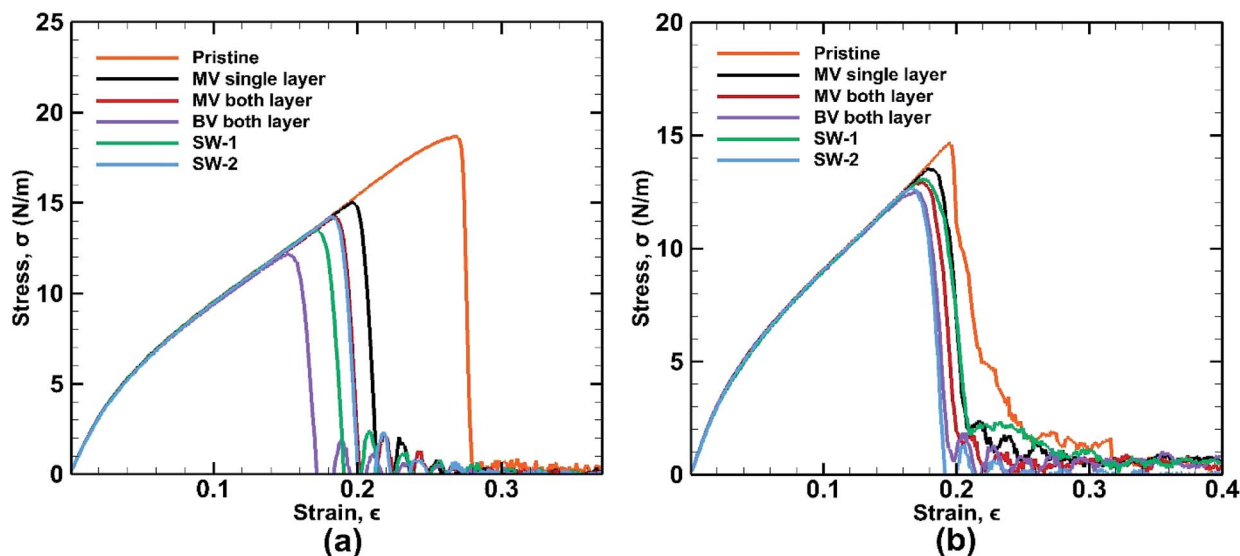 25
20
15
10
5
0
Stress, σ (N/m)
Pristine
MV single layer
MV both layer
BV both layer
SW-1
SW-2
0.1 0.2 0.3
Strain, ϵ
(a)
20
15
10
5
0
Stress, σ (N/m)
Pristine
MV single layer
MV both layer
BV both layer
SW-1
SW-2
0.1 0.2 0.3 0.4
Strain, ϵ
(b)